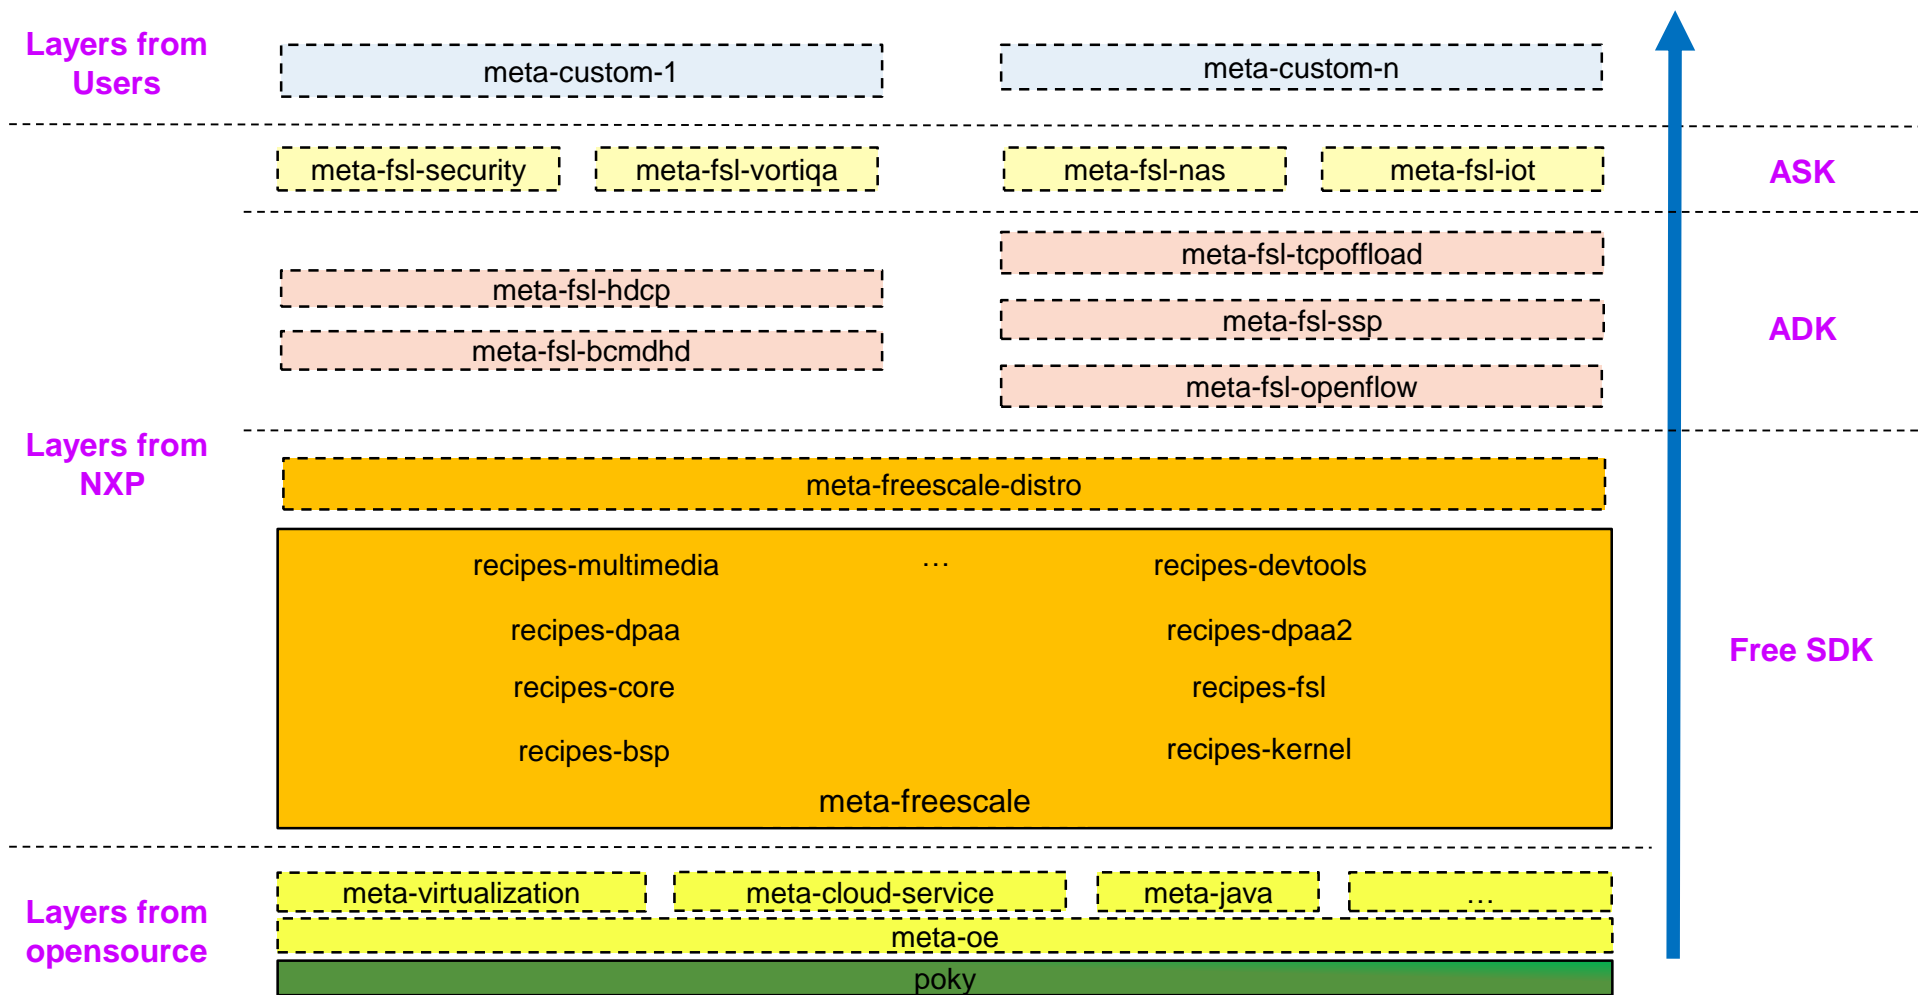 Layers from
Users
meta-custom-1
meta-custom-n
meta-fsl-security
meta-fsl-vortiqa
meta-fsl-nas
meta-fsl-iot
ASK
meta-fsl-tcpoffload
meta-fsl-hdcp
meta-fsl-ssp
ADK
meta-fsl-bcmdhd
meta-fsl-openflow
Layers from
NXP
meta-freescale-distro
recipes-multimedia
…
recipes-devtools
recipes-dpaa
recipes-dpaa2
Free SDK
recipes-core
recipes-fsl
recipes-bsp
recipes-kernel
meta-freescale
Layers from
opensource
meta-virtualization
meta-cloud-service
meta-java
…
meta-oe
poky